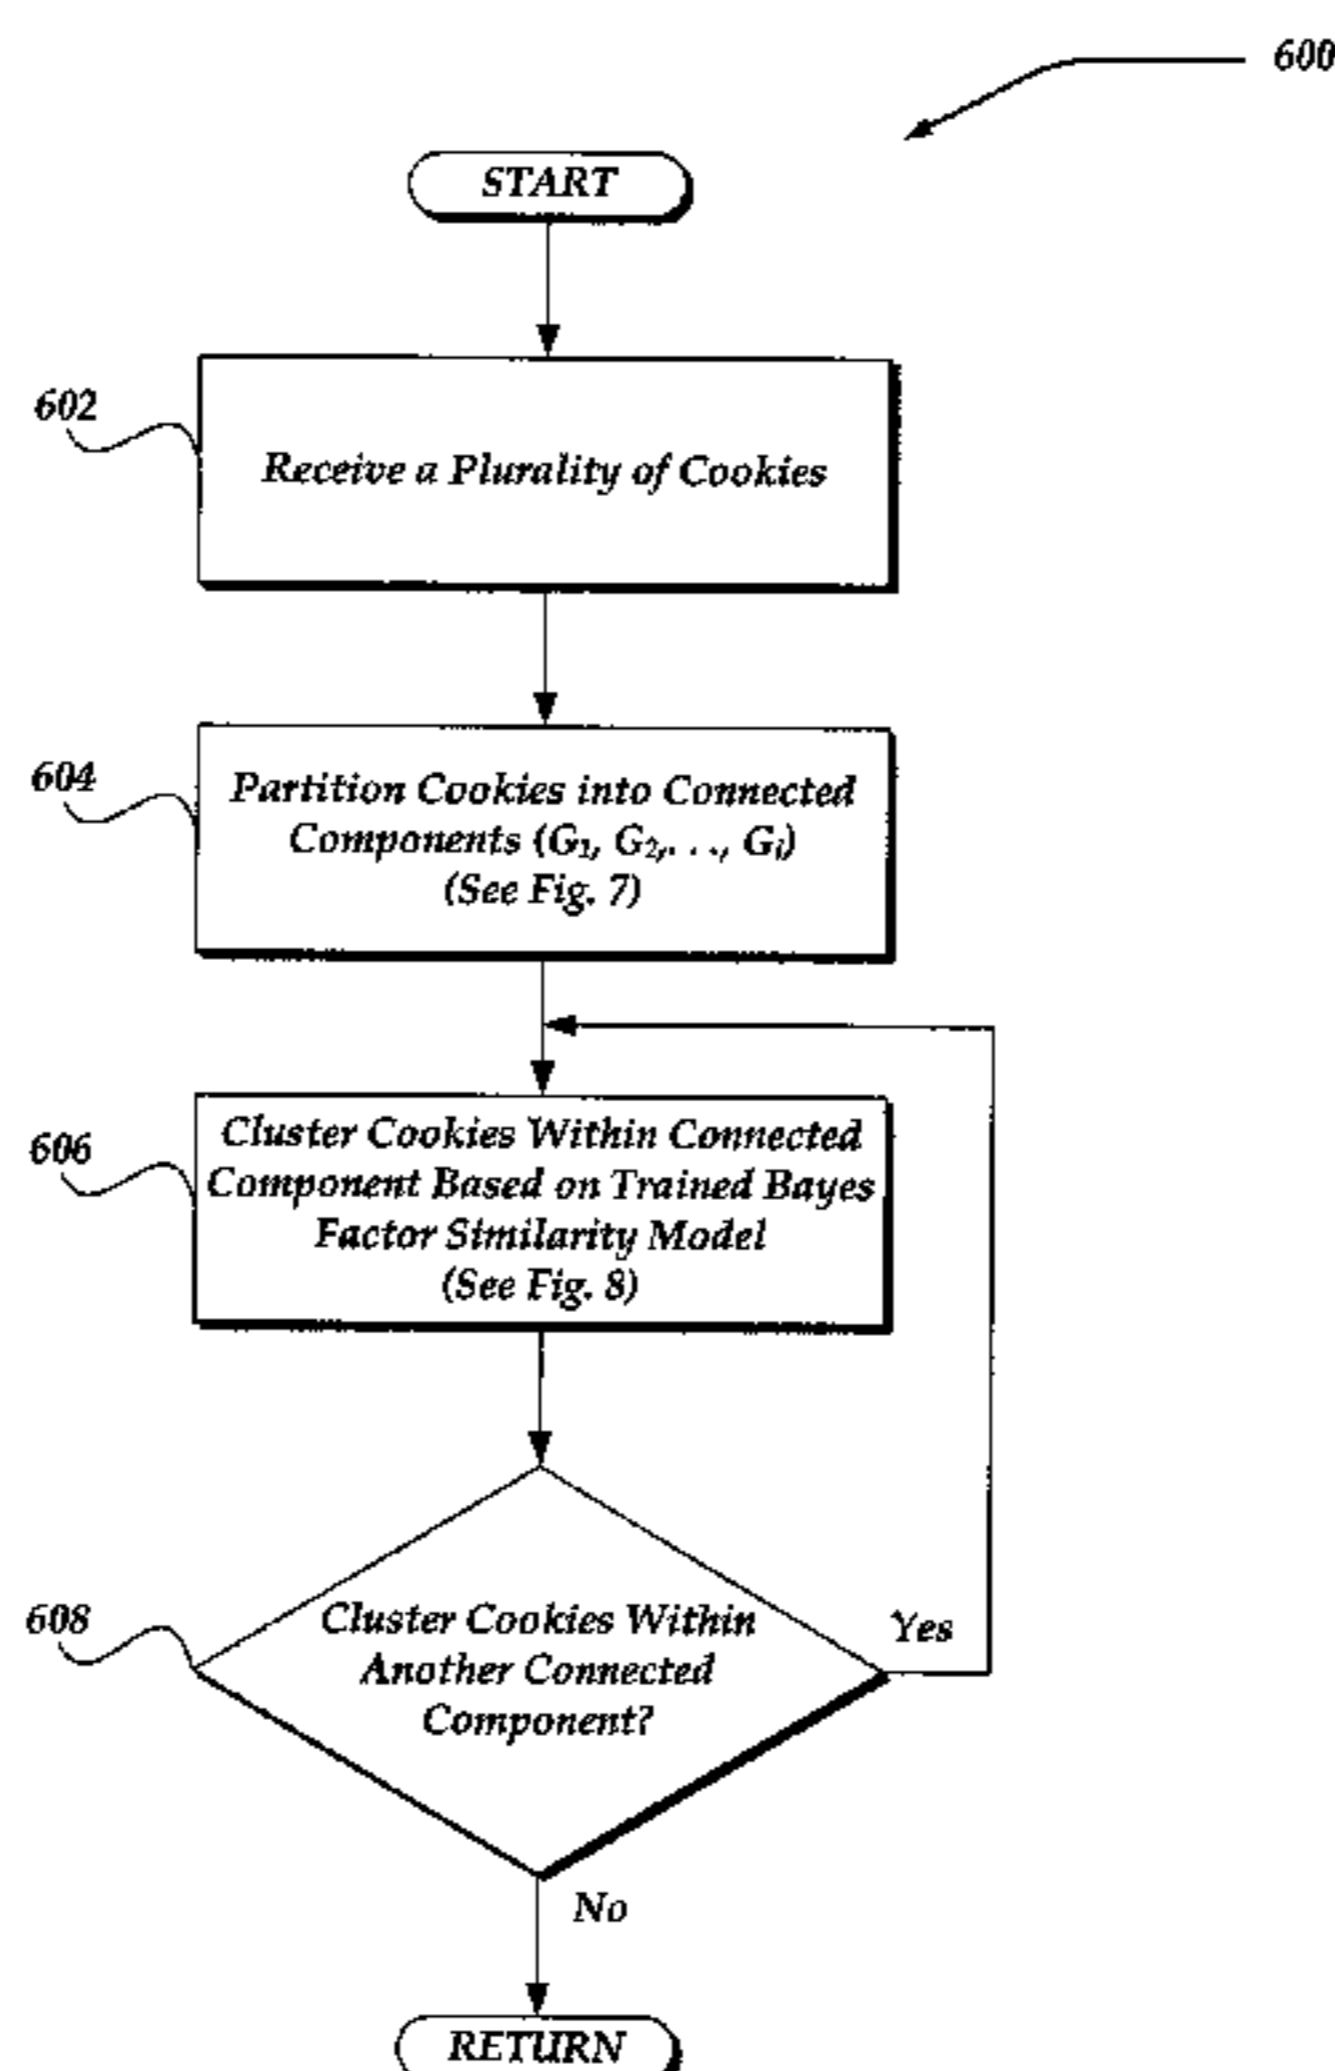 600
START
602
Receive a Plurality of Cookies
604
Partition Cookies into Connected
Components (G1, G2,. . ., Gi)
(See Fig. 7)
606
Cluster Cookies Within Connected
Component Based on Trained Bayes
Factor Similarity Model
(See Fig. 8)
608
Cluster Cookies Within
Another Connected
Component?
Yes
No
RETURN